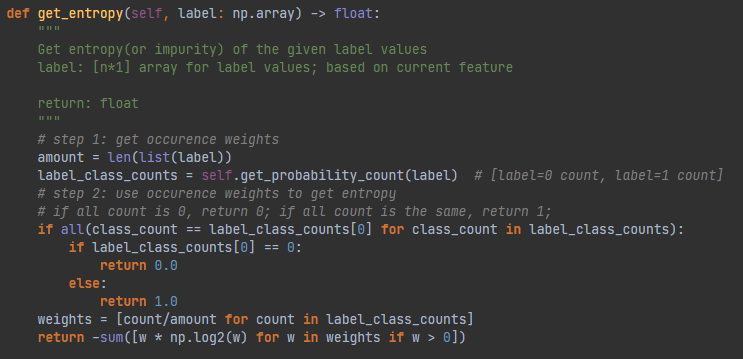 def get_entropy(self, label: np.array) -> float:
    """
    Get entropy(or impurity) of the given label values
    label: [n*1] array for label values; based on current feature

    return: float
    """
    # step 1: get occurence weights
    amount = len(list(label))
    label_class_counts = self.get_probability_count(label)  # [label=0 count, label=1 count]
    # step 2: use occurence weights to get entropy
    # if all count is 0, return 0; if all count is the same, return 1;
    if all(class_count == label_class_counts[0] for class_count in label_class_counts):
        if label_class_counts[0] == 0:
            return 0.0
        else:
            return 1.0
    weights = [count/amount for count in label_class_counts]
    return -sum([w * np.log2(w) for w in weights if w > 0])